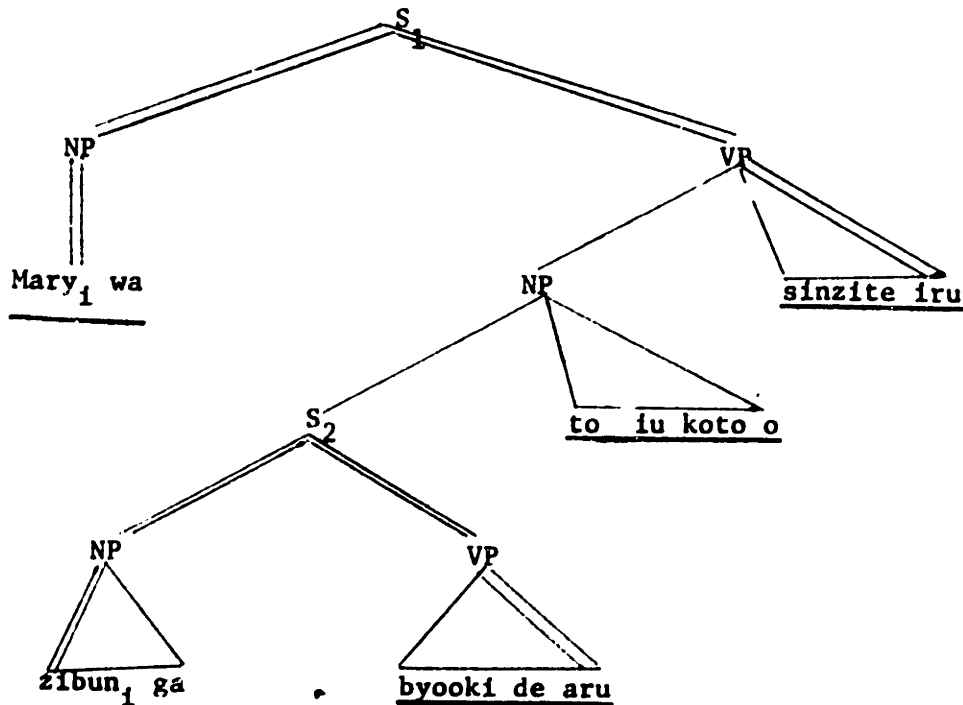 S1
NP VP
Mary1 wa NP sinzite iru
S2 to iu koto o
NP VP
zibun1 ga byooki de aru